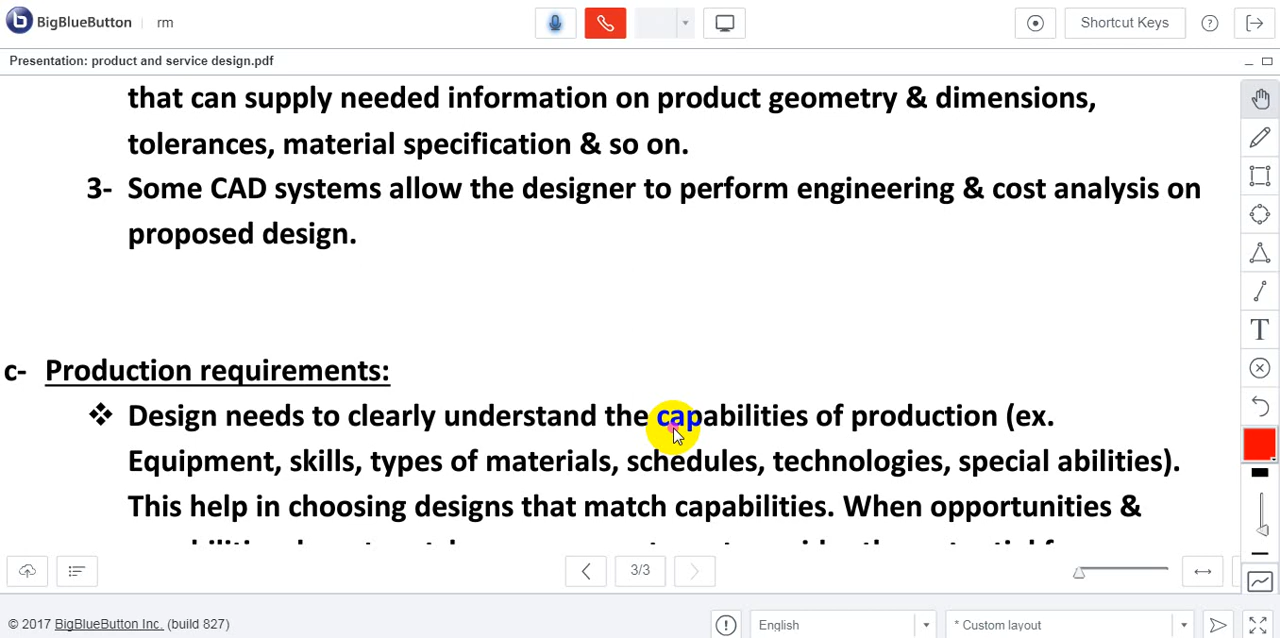 BigBlueButton rm
Shortcut Keys
Presentation: product and service design.pdf
that can supply needed information on product geometry & dimensions,
tolerances, material specification & so on.
3- Some CAD systems allow the designer to perform engineering & cost analysis on
proposed design.
c- Production requirements:
❖ Design needs to clearly understand the capabilities of production (ex.
Equipment, skills, types of materials, schedules, technologies, special abilities).
This help in choosing designs that match capabilities. When opportunities &
3/3
© 2017 BigBlueButton Inc. (build 827)
English
* Custom layout